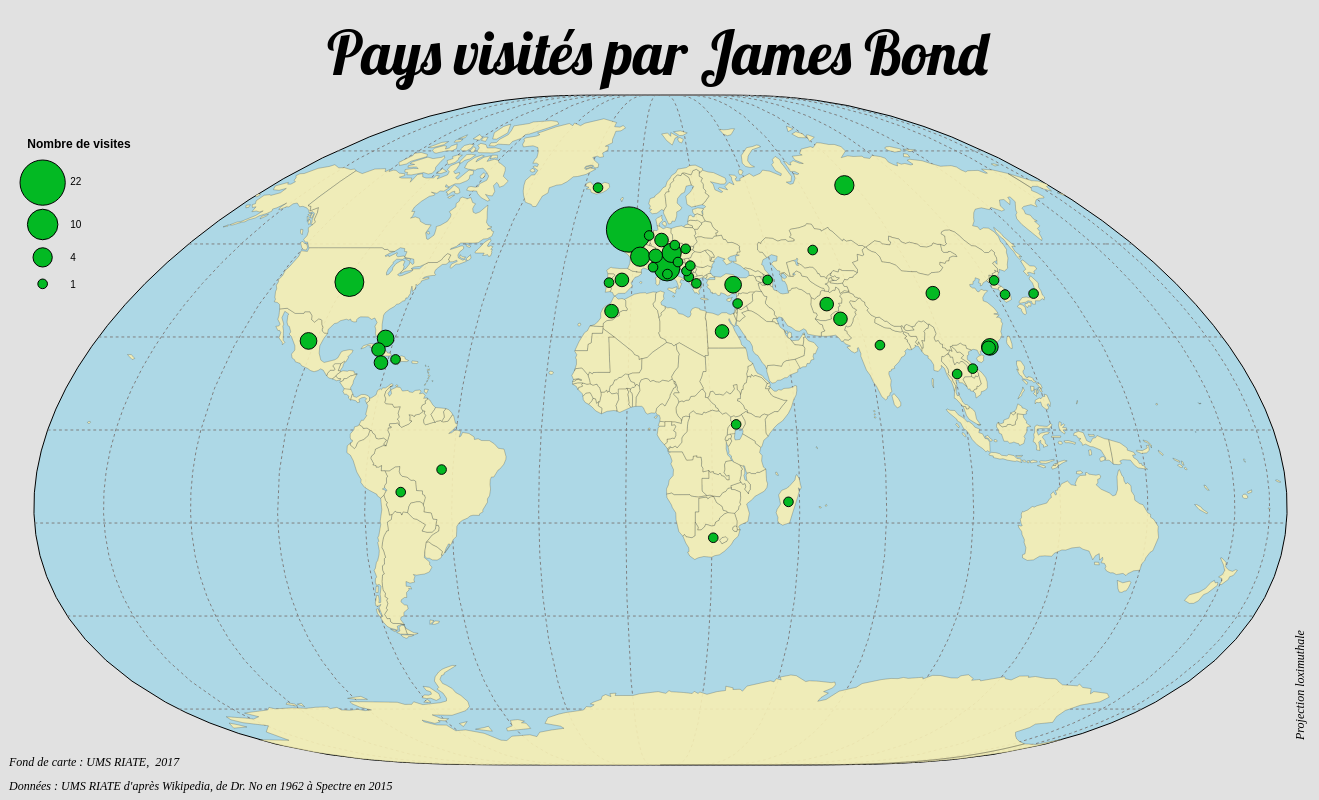 Pays visités par James Bond
Nombre de visites
22
10
4
1
Projection loximuthale
Fond de carte : UMS RIATE, 2017
Données : UMS RIATE d'après Wikipedia, de Dr. No en 1962 à Spectre en 2015